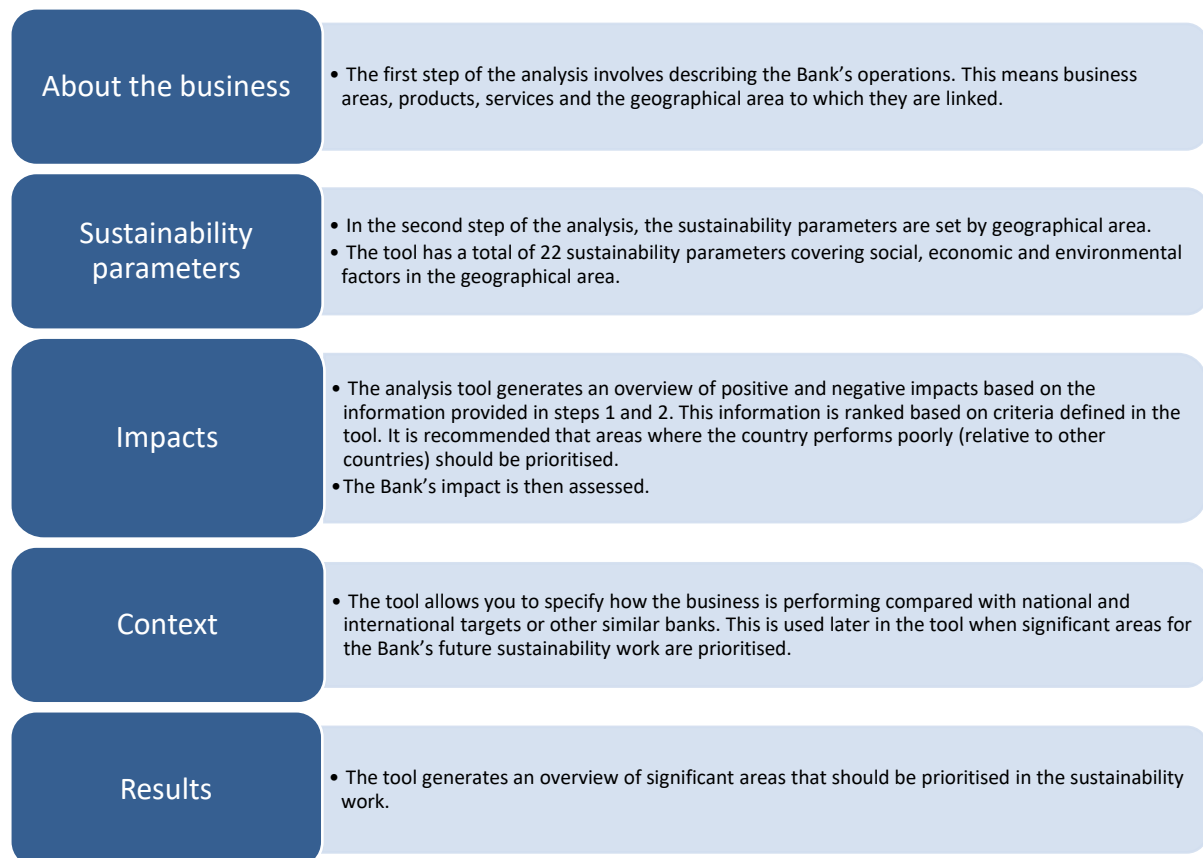 About the business
• The first step of the analysis involves describing the Bank’s operations. This means business
areas, products, services and the geographical area to which they are linked.
Sustainability
parameters
• In the second step of the analysis, the sustainability parameters are set by geographical area.
• The tool has a total of 22 sustainability parameters covering social, economic and environmental
factors in the geographical area.
Impacts
• The analysis tool generates an overview of positive and negative impacts based on the
information provided in steps 1 and 2. This information is ranked based on criteria defined in the
tool. It is recommended that areas where the country performs poorly (relative to other
countries) should be prioritised.
•The Bank’s impact is then assessed.
Context
• The tool allows you to specify how the business is performing compared with national and
international targets or other similar banks. This is used later in the tool when significant areas for
the Bank’s future sustainability work are prioritised.
Results
• The tool generates an overview of significant areas that should be prioritised in the sustainability
work.